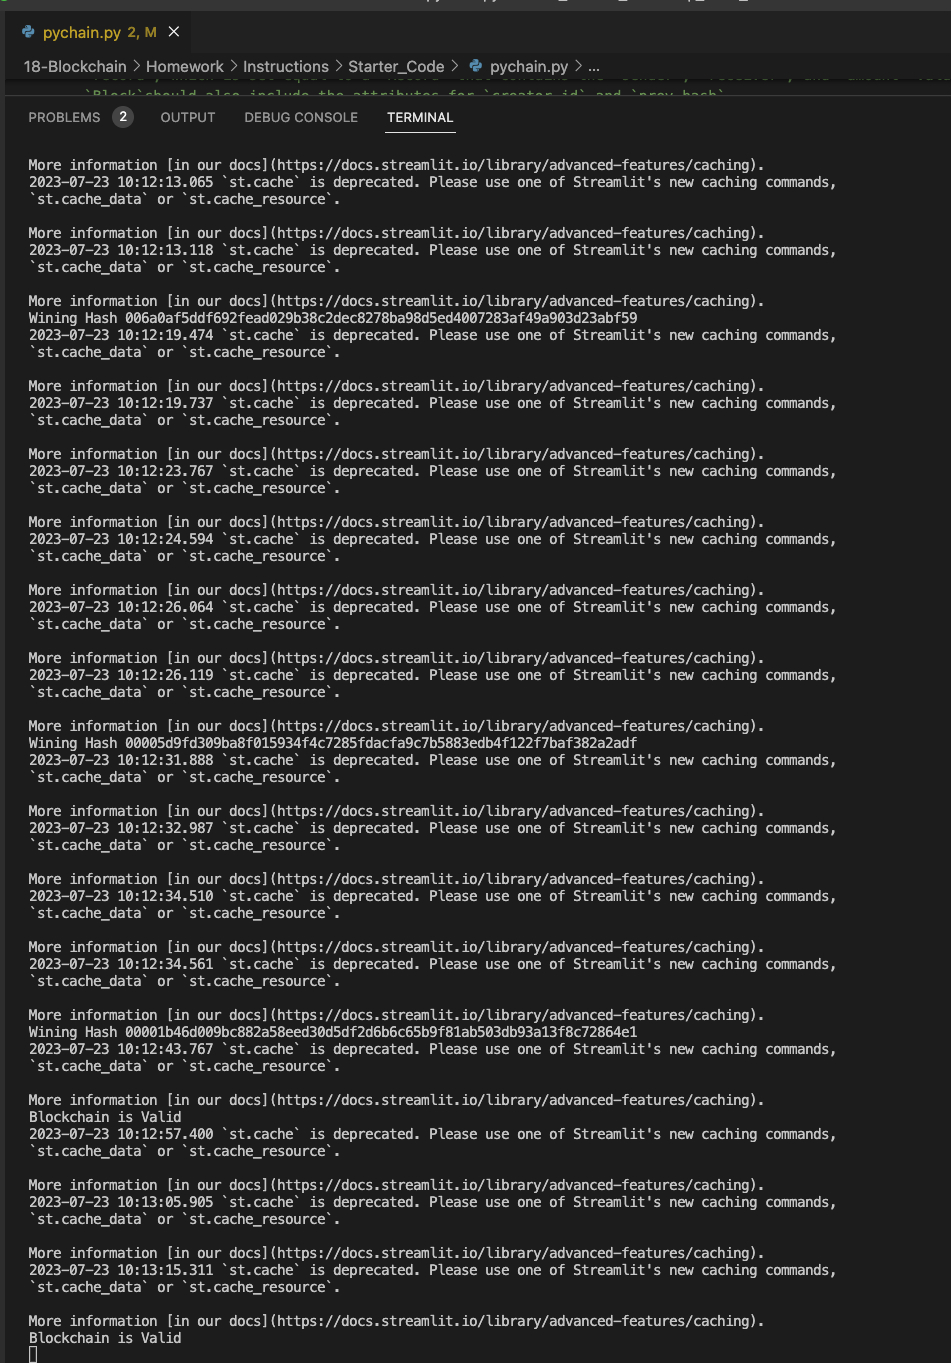 pychain.py 2, M
18-Blockchain > Homework > Instructions > Starter_Code > pychain.py > ...
`Block`should also include the attributes for `creator_id` and `prev_hash`
PROBLEMS 2 OUTPUT DEBUG CONSOLE TERMINAL
More information [in our docs](https://docs.streamlit.io/library/advanced-features/caching).
2023-07-23 10:12:13.065 `st.cache` is deprecated. Please use one of Streamlit's new caching commands,
`st.cache_data` or `st.cache_resource`.
More information [in our docs](https://docs.streamlit.io/library/advanced-features/caching).
2023-07-23 10:12:13.118 `st.cache` is deprecated. Please use one of Streamlit's new caching commands,
`st.cache_data` or `st.cache_resource`.
More information [in our docs](https://docs.streamlit.io/library/advanced-features/caching).
Wining Hash 006a0af5ddf692fead029b38c2dec8278ba98d5ed4007283af49a903d23abf59
2023-07-23 10:12:19.474 `st.cache` is deprecated. Please use one of Streamlit's new caching commands,
`st.cache_data` or `st.cache_resource`.
More information [in our docs](https://docs.streamlit.io/library/advanced-features/caching).
2023-07-23 10:12:19.737 `st.cache` is deprecated. Please use one of Streamlit's new caching commands,
`st.cache_data` or `st.cache_resource`.
More information [in our docs](https://docs.streamlit.io/library/advanced-features/caching).
2023-07-23 10:12:23.767 `st.cache` is deprecated. Please use one of Streamlit's new caching commands,
`st.cache_data` or `st.cache_resource`.
More information [in our docs](https://docs.streamlit.io/library/advanced-features/caching).
2023-07-23 10:12:24.594 `st.cache` is deprecated. Please use one of Streamlit's new caching commands,
`st.cache_data` or `st.cache_resource`.
More information [in our docs](https://docs.streamlit.io/library/advanced-features/caching).
2023-07-23 10:12:26.064 `st.cache` is deprecated. Please use one of Streamlit's new caching commands,
`st.cache_data` or `st.cache_resource`.
More information [in our docs](https://docs.streamlit.io/library/advanced-features/caching).
2023-07-23 10:12:26.119 `st.cache` is deprecated. Please use one of Streamlit's new caching commands,
`st.cache_data` or `st.cache_resource`.
More information [in our docs](https://docs.streamlit.io/library/advanced-features/caching).
Wining Hash 00005d9fd309ba8f015934f4c7285fdacfa9c7b5883edb4f122f7baf382a2adf
2023-07-23 10:12:31.888 `st.cache` is deprecated. Please use one of Streamlit's new caching commands,
`st.cache_data` or `st.cache_resource`.
More information [in our docs](https://docs.streamlit.io/library/advanced-features/caching).
2023-07-23 10:12:32.987 `st.cache` is deprecated. Please use one of Streamlit's new caching commands,
`st.cache_data` or `st.cache_resource`.
More information [in our docs](https://docs.streamlit.io/library/advanced-features/caching).
2023-07-23 10:12:34.510 `st.cache` is deprecated. Please use one of Streamlit's new caching commands,
`st.cache_data` or `st.cache_resource`.
More information [in our docs](https://docs.streamlit.io/library/advanced-features/caching).
2023-07-23 10:12:34.561 `st.cache` is deprecated. Please use one of Streamlit's new caching commands,
`st.cache_data` or `st.cache_resource`.
More information [in our docs](https://docs.streamlit.io/library/advanced-features/caching).
Wining Hash 00001b46d009bc882a58eed30d5df2d6b6c65b9f81ab503db93a13f8c72864e1
2023-07-23 10:12:43.767 `st.cache` is deprecated. Please use one of Streamlit's new caching commands,
`st.cache_data` or `st.cache_resource`.
More information [in our docs](https://docs.streamlit.io/library/advanced-features/caching).
Blockchain is Valid
2023-07-23 10:12:57.400 `st.cache` is deprecated. Please use one of Streamlit's new caching commands,
`st.cache_data` or `st.cache_resource`.
More information [in our docs](https://docs.streamlit.io/library/advanced-features/caching).
2023-07-23 10:13:05.905 `st.cache` is deprecated. Please use one of Streamlit's new caching commands,
`st.cache_data` or `st.cache_resource`.
More information [in our docs](https://docs.streamlit.io/library/advanced-features/caching).
2023-07-23 10:13:15.311 `st.cache` is deprecated. Please use one of Streamlit's new caching commands,
`st.cache_data` or `st.cache_resource`.
More information [in our docs](https://docs.streamlit.io/library/advanced-features/caching).
Blockchain is Valid